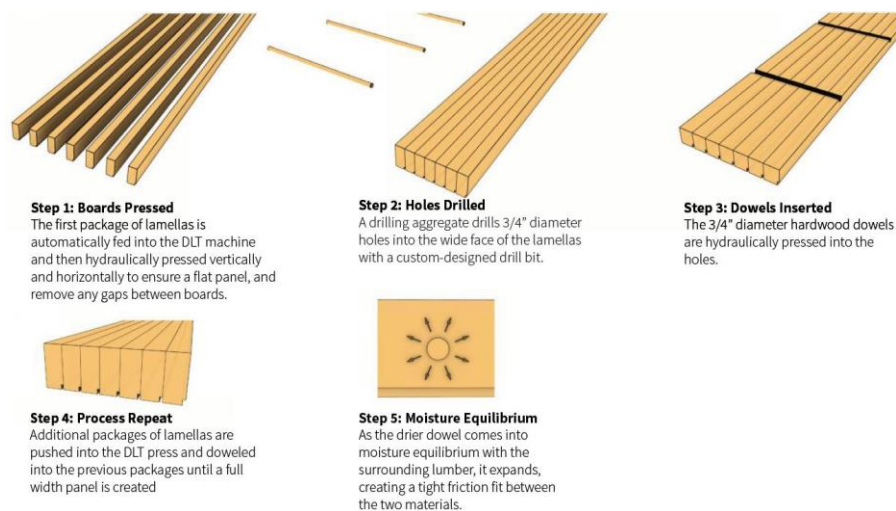 Step 1: Boards Pressed
The first package of lamellas is
automatically fed into the DLT machine
and then hydraulically pressed vertically
and horizontally to ensure a flat panel, and
remove any gaps between boards.
Step 2: Holes Drilled
A drilling aggregate drills 3/4” diameter
holes into the wide face of the lamellas
with a custom-designed drill bit.
Step 3: Dowels Inserted
The 3/4” diameter hardwood dowels
are hydraulically pressed into the
holes.
Step 4: Process Repeat
Additional packages of lamellas are
pushed into the DLT press and doweled
into the previous packages until a full
width panel is created
Step 5: Moisture Equilibrium
As the drier dowel comes into
moisture equilibrium with the
surrounding lumber, it expands,
creating a tight friction fit between
the two materials.